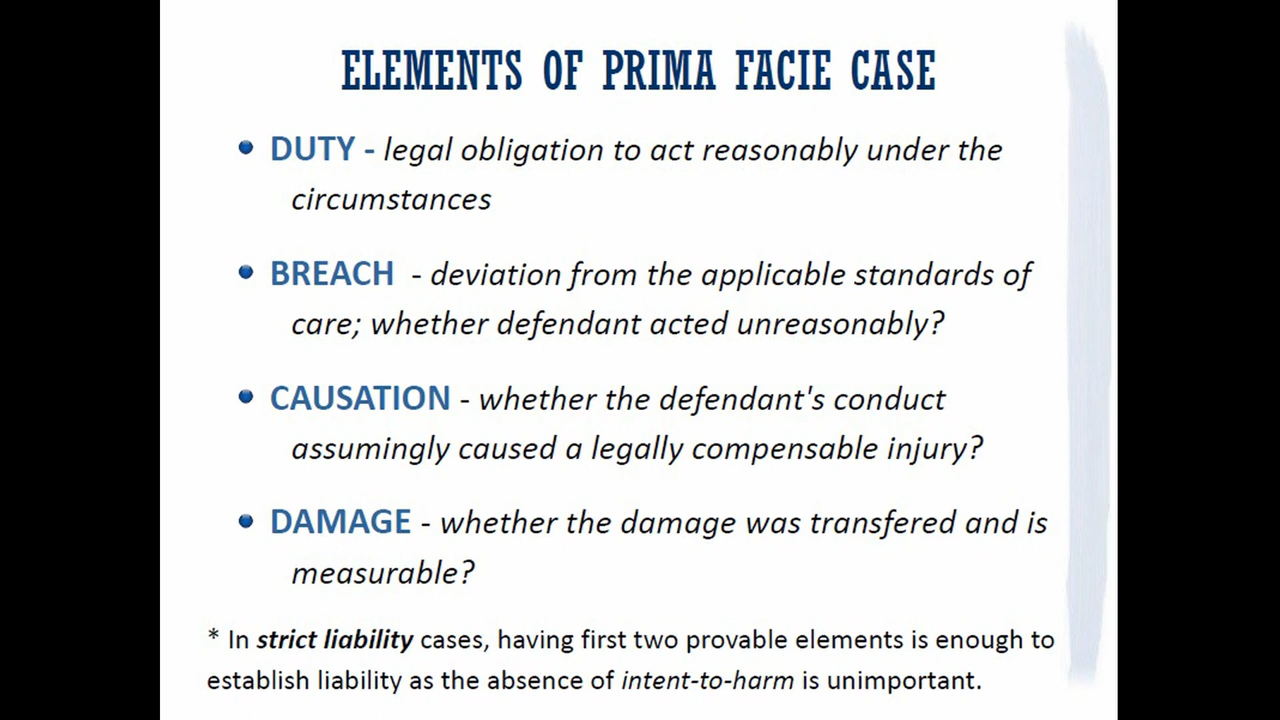 ELEMENTS OF PRIMA FACIE CASE
• DUTY - legal obligation to act reasonably under the
circumstances
• BREACH - deviation from the applicable standards of
care; whether defendant acted unreasonably?
• CAUSATION - whether the defendant's conduct
assumingly caused a legally compensable injury?
• DAMAGE - whether the damage was transfered and is
measurable?
* In strict liability cases, having first two provable elements is enough to
establish liability as the absence of intent-to-harm is unimportant.